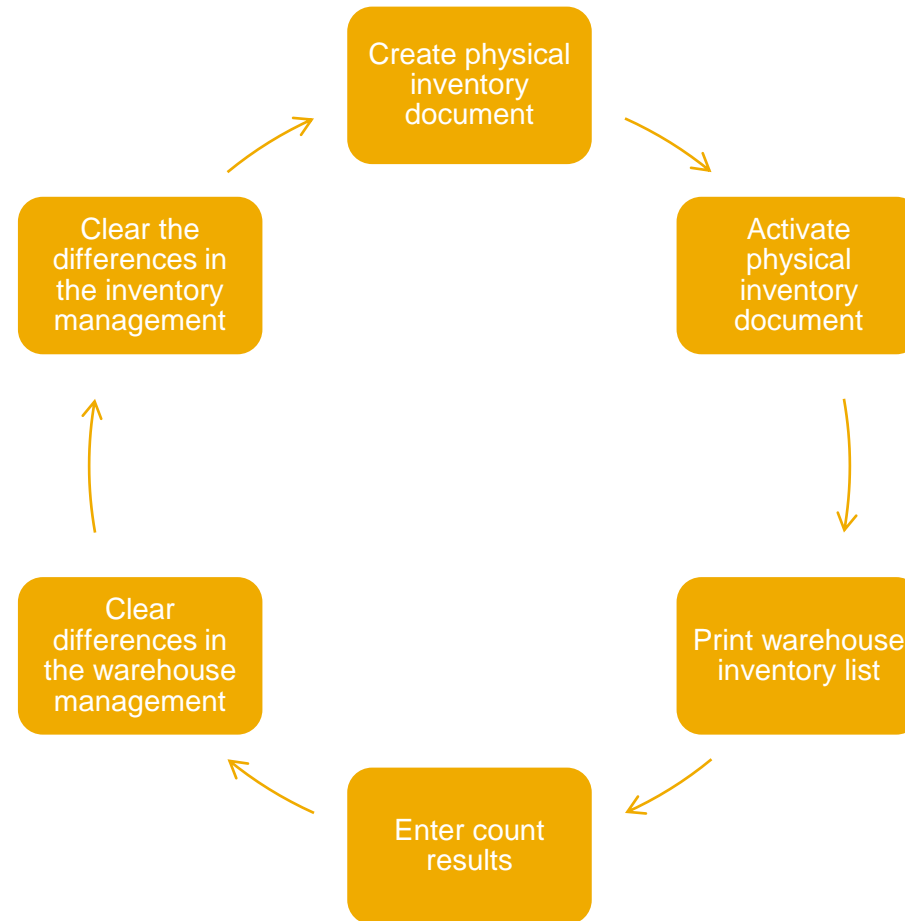 Create physical
inventory
document
Activate
physical
inventory
document
Print warehouse
inventory list
Enter count
results
Clear
differences in
the warehouse
management
Clear the
differences in
the inventory
management